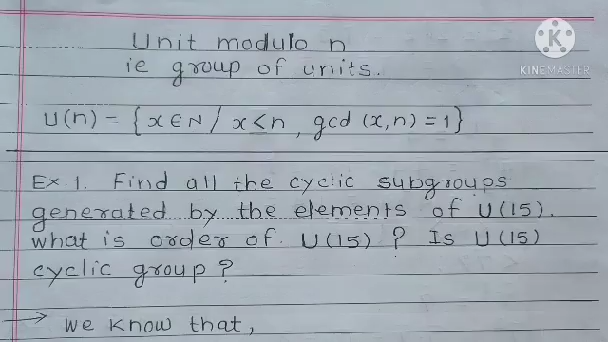 Unit modulo n
ie group of units.
KINEMASTER
U(n) = {x∈N / x<n, gcd (x,n) = 1}
Ex 1. Find all the cyclic subgroups
generated by the elements of U(15).
what is order of U(15) ? Is U(15)
cyclic group ?
→ we know that,